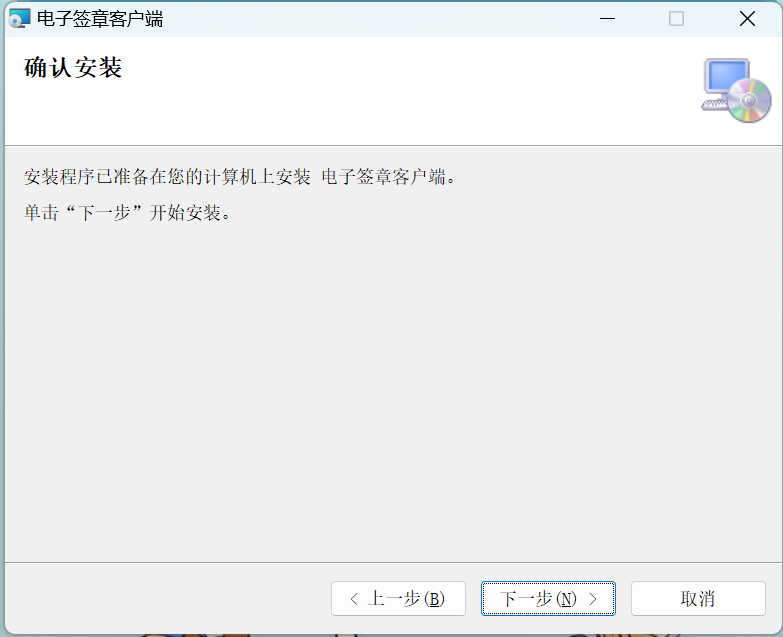 电子签章客户端
确认安装
安装程序已准备在您的计算机上安装 电子签章客户端。
单击“下一步”开始安装。
< 上一步(B)
下一步(N) >
取消